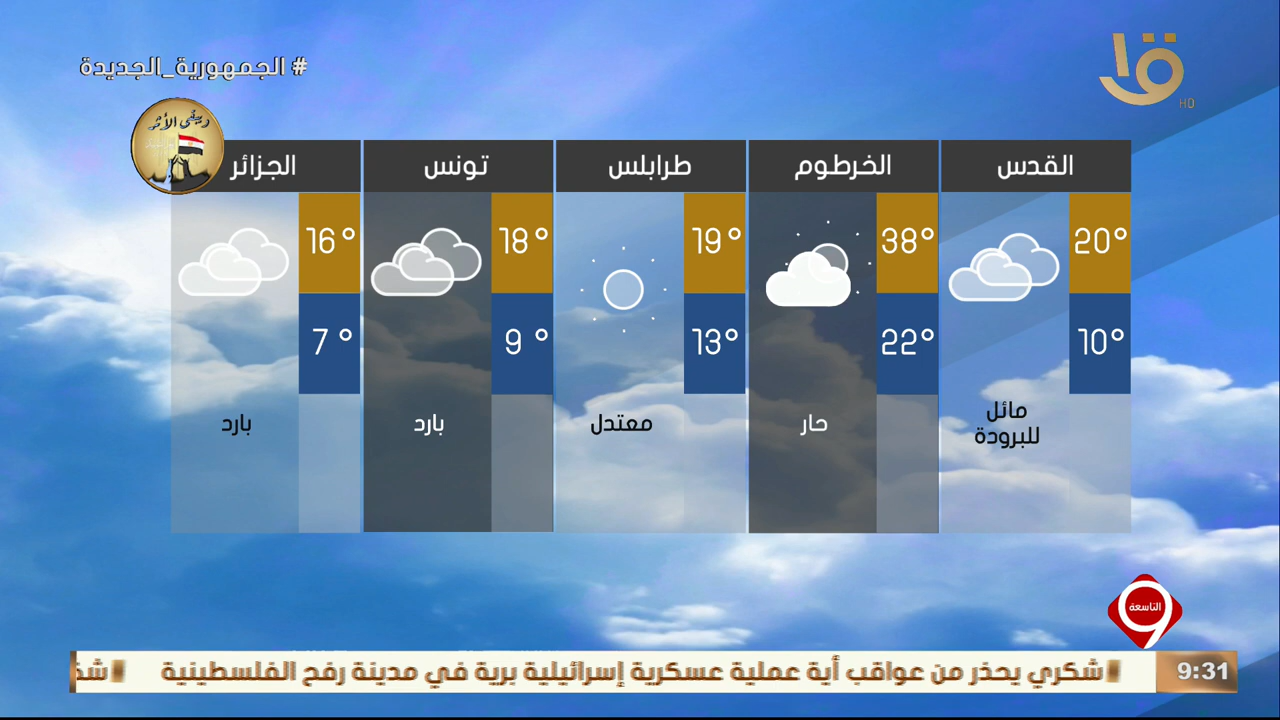 # الجمهورية_الجديدة
HD
القدس
20°
10°
مائل
للبرودة
الخرطوم
38°
22°
حار
طرابلس
19°
13°
معتدل
تونس
18°
9°
بارد
الجزائر
16°
7°
بارد
التاسعة
9
9:31
شكري يحذر من عواقب أية عملية عسكرية إسرائيلية برية في مدينة رفح الفلسطينية